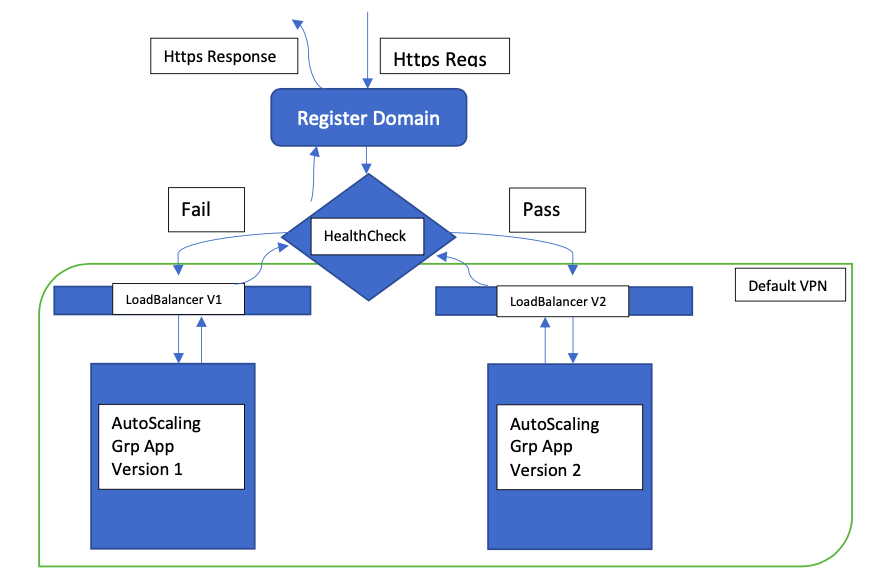 Https Response
Https Reqs
Register Domain
Fail
Pass
HealthCheck
Default VPN
LoadBalancer V1
LoadBalancer V2
AutoScaling
Grp App
Version 1
AutoScaling
Grp App
Version 2